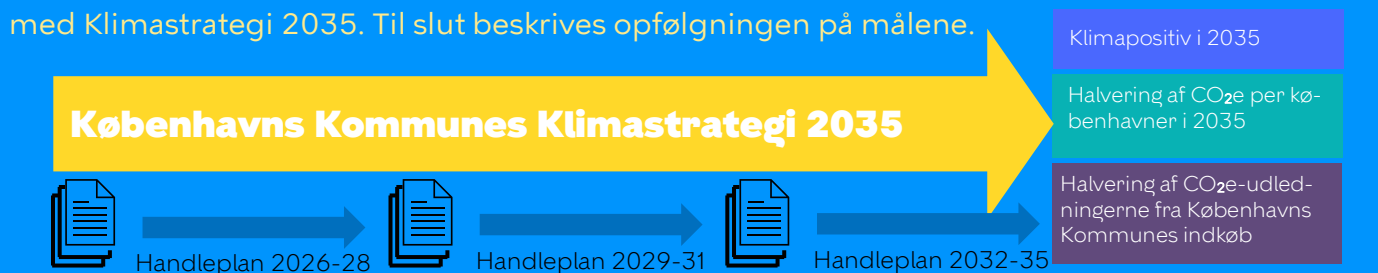 med Klimastrategi 2035. Til slut beskrives opfølgningen på målene.
Københavns Kommunes Klimastrategi 2035
Klimapositiv i 2035
Halvering af CO₂e per kø-
benhavner i 2035
Halvering af CO₂e-udled-
ningerne fra Københavns
Kommunes indkøb
Handleplan 2026-28
Handleplan 2029-31
Handleplan 2032-35